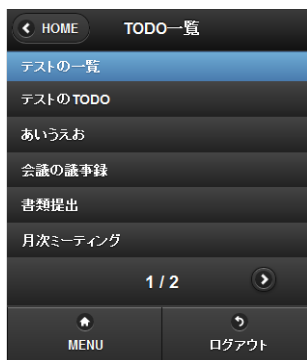 HOME TODO一覧
テストの一覧
テストのTODO
あいうえお
会議の議事録
書類提出
月次ミーティング
1 / 2
MENU ログアウト